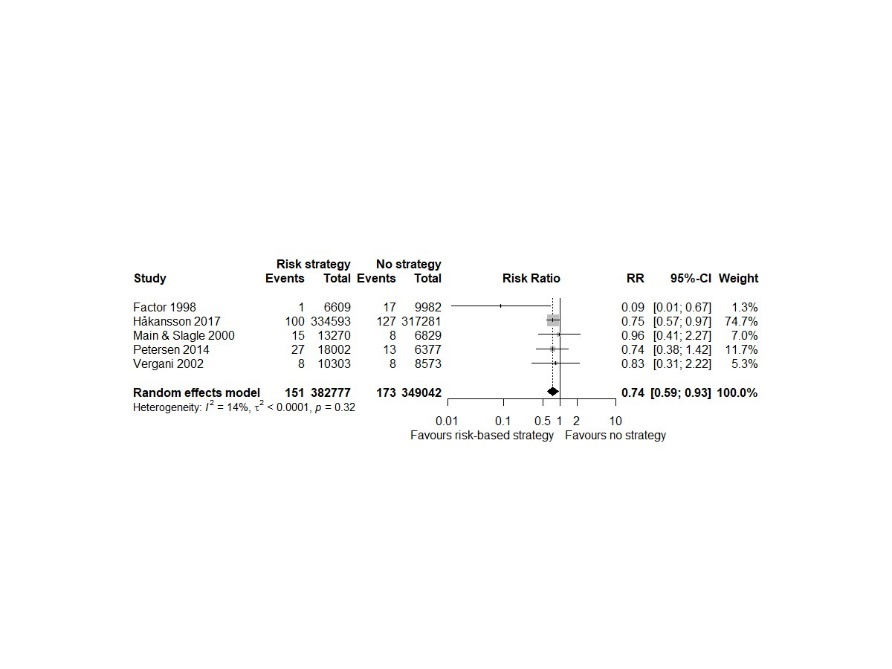 Risk strategy No strategy
Study Events Total Events Total Risk Ratio RR 95%-CI Weight
Factor 1998 1 6609 17 9982 0.09 [0.01; 0.67] 1.3%
Håkansson 2017 100 334593 127 317281 0.75 [0.57; 0.97] 74.7%
Main & Slagle 2000 15 13270 8 6829 0.96 [0.41; 2.27] 7.0%
Petersen 2014 27 18002 13 6377 0.74 [0.38; 1.42] 11.7%
Vergani 2002 8 10303 8 8573 0.83 [0.31; 2.22] 5.3%
Random effects model 151 382777 173 349042 0.74 [0.59; 0.93] 100.0%
Heterogeneity: I² = 14%, τ² < 0.0001, p = 0.32
0.01 0.1 0.5 1 2 10
Favours risk-based strategy Favours no strategy